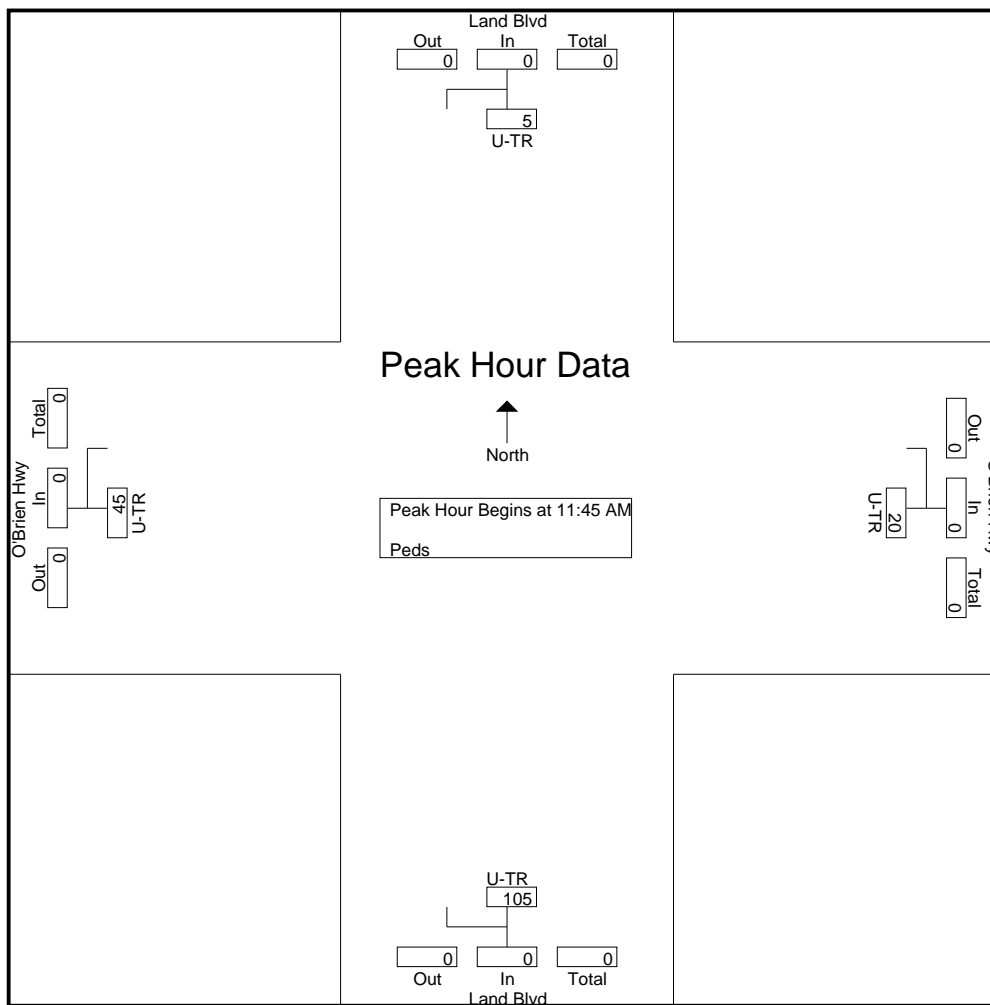 Land Blvd
Out In Total
0 0 0
5
U-TR
Peak Hour Data
North
Peak Hour Begins at 11:45 AM
Peds
O'Brien Hwy
Total In Out
0 0 0
45
U-TR
Out In Total
0 0 0
20
U-TR
U-TR
105
0 0 0
Out In Total
Land Blvd